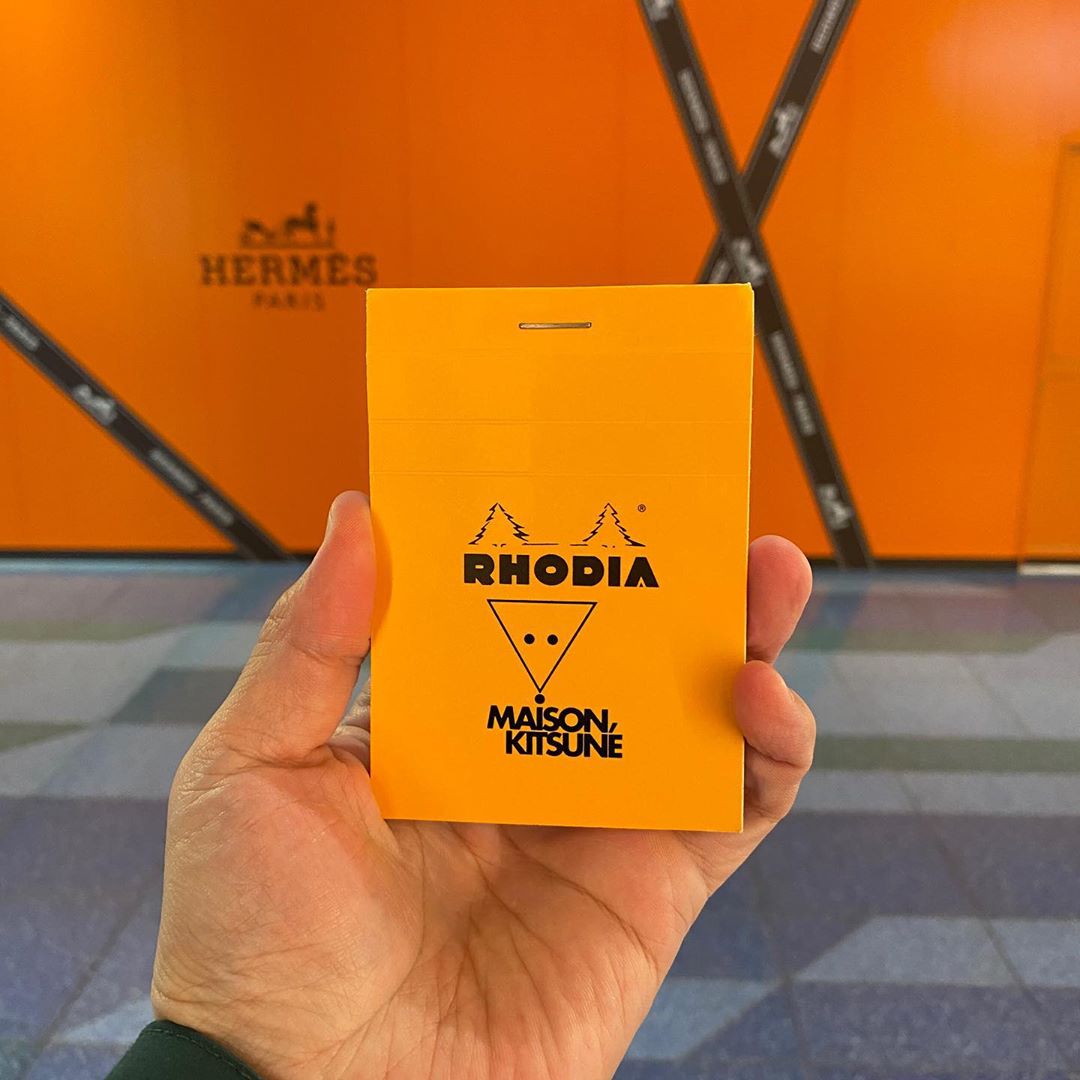 HERMÈS
PARIS
RHODIA®
MAiSON
KiTSUNÉ